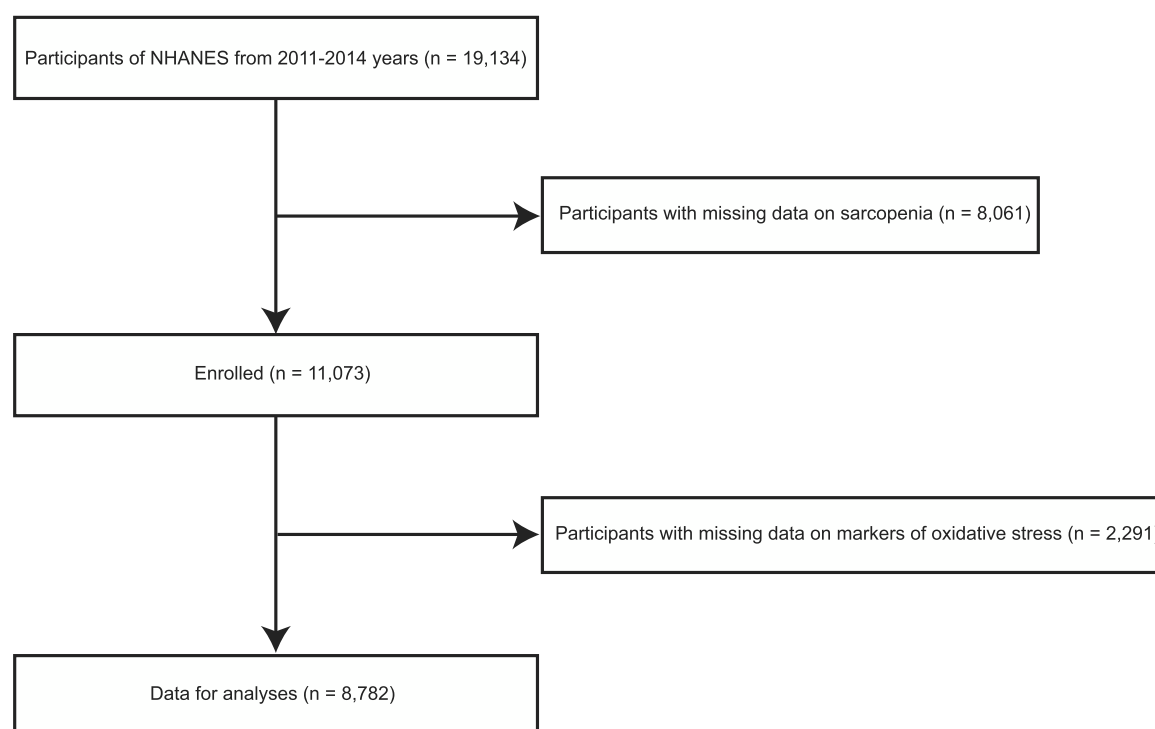 Participants of NHANES from 2011-2014 years (n = 19,134)
Participants with missing data on sarcopenia (n = 8,061)
Enrolled (n = 11,073)
Participants with missing data on markers of oxidative stress (n = 2,291)
Data for analyses (n = 8,782)